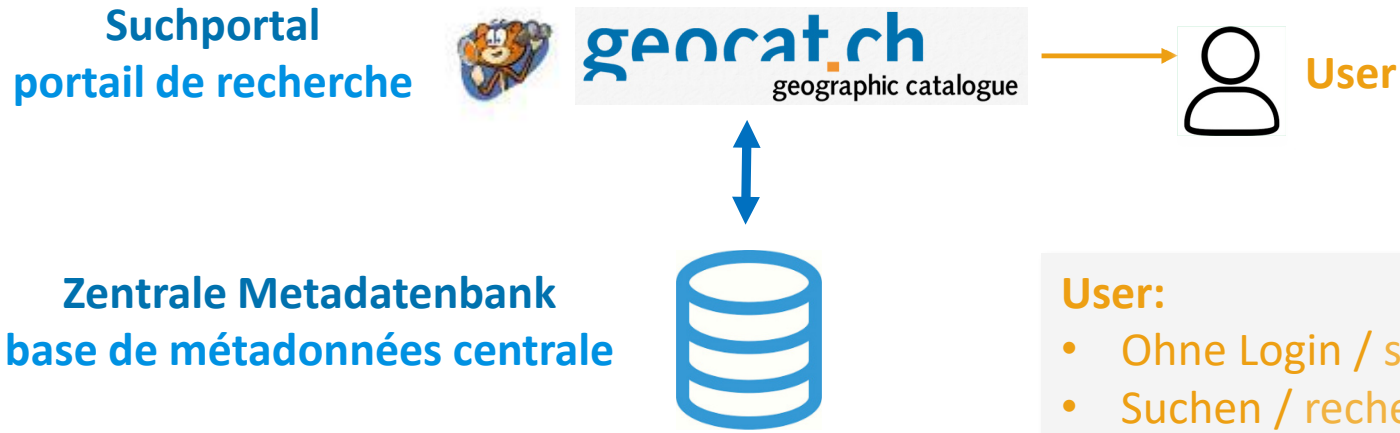 Suchportal
portail de recherche
geocat.ch
geographic catalogue
User
Zentrale Metadatenbank
base de métadonnées centrale
User:
• Ohne Login /
• Suchen /